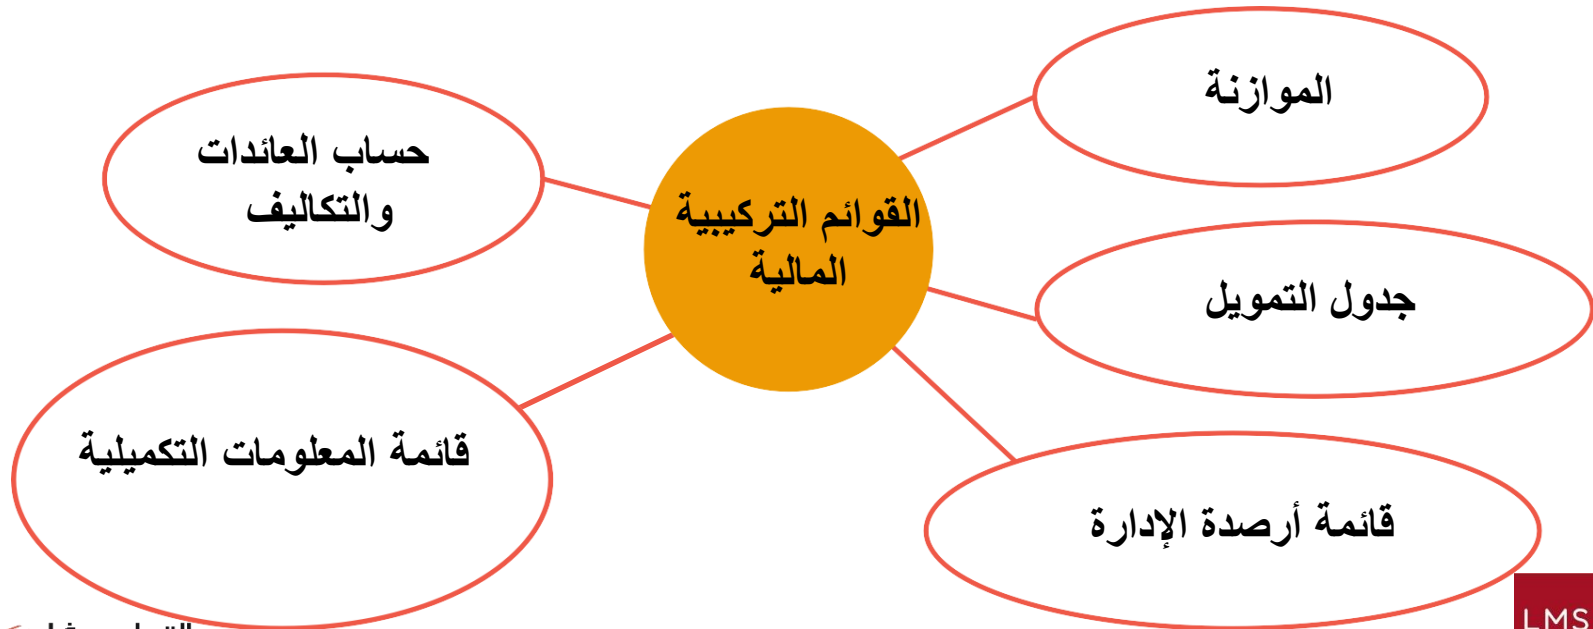 الموازنة
حساب العائدات
والتكاليف
القوائم التركيبية
المالية
جدول التمويل
قائمة المعلومات التكميلية
قائمة أرصدة الإدارة
LMS